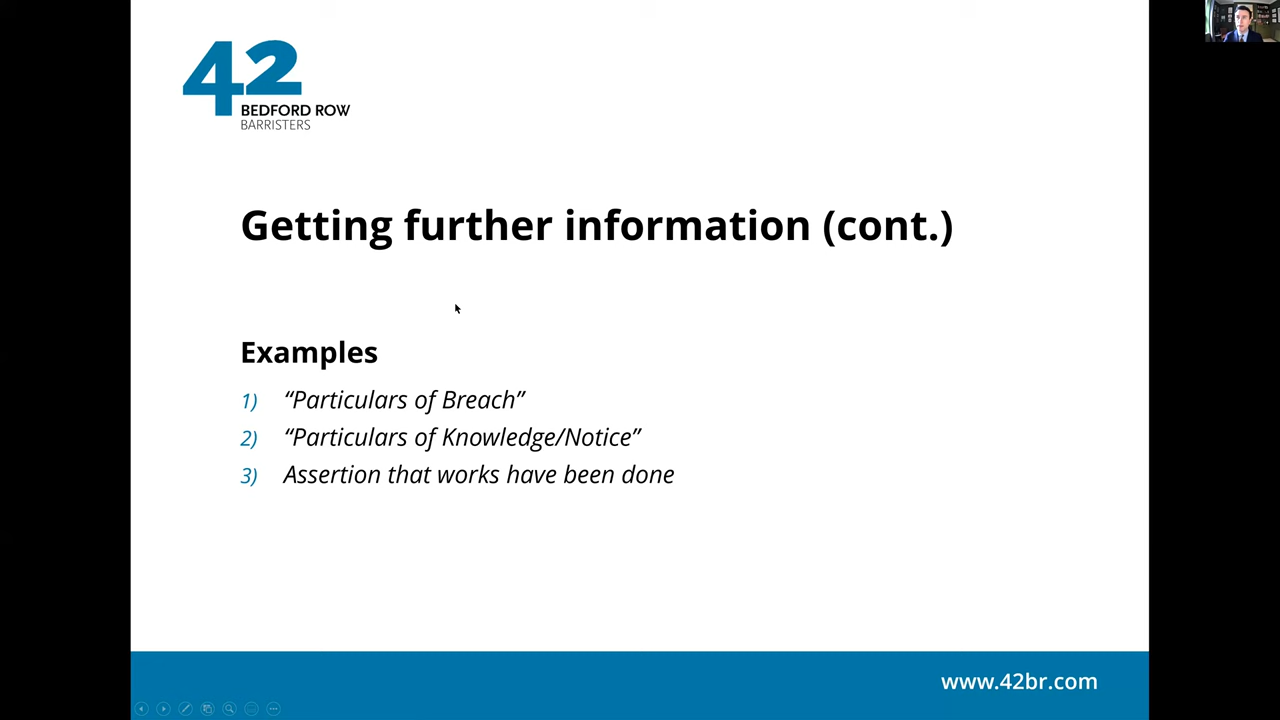 42
BEDFORD ROW
BARRISTERS
Getting further information (cont.)
Examples
1) “Particulars of Breach”
2) “Particulars of Knowledge/Notice”
3) Assertion that works have been done
www.42br.com